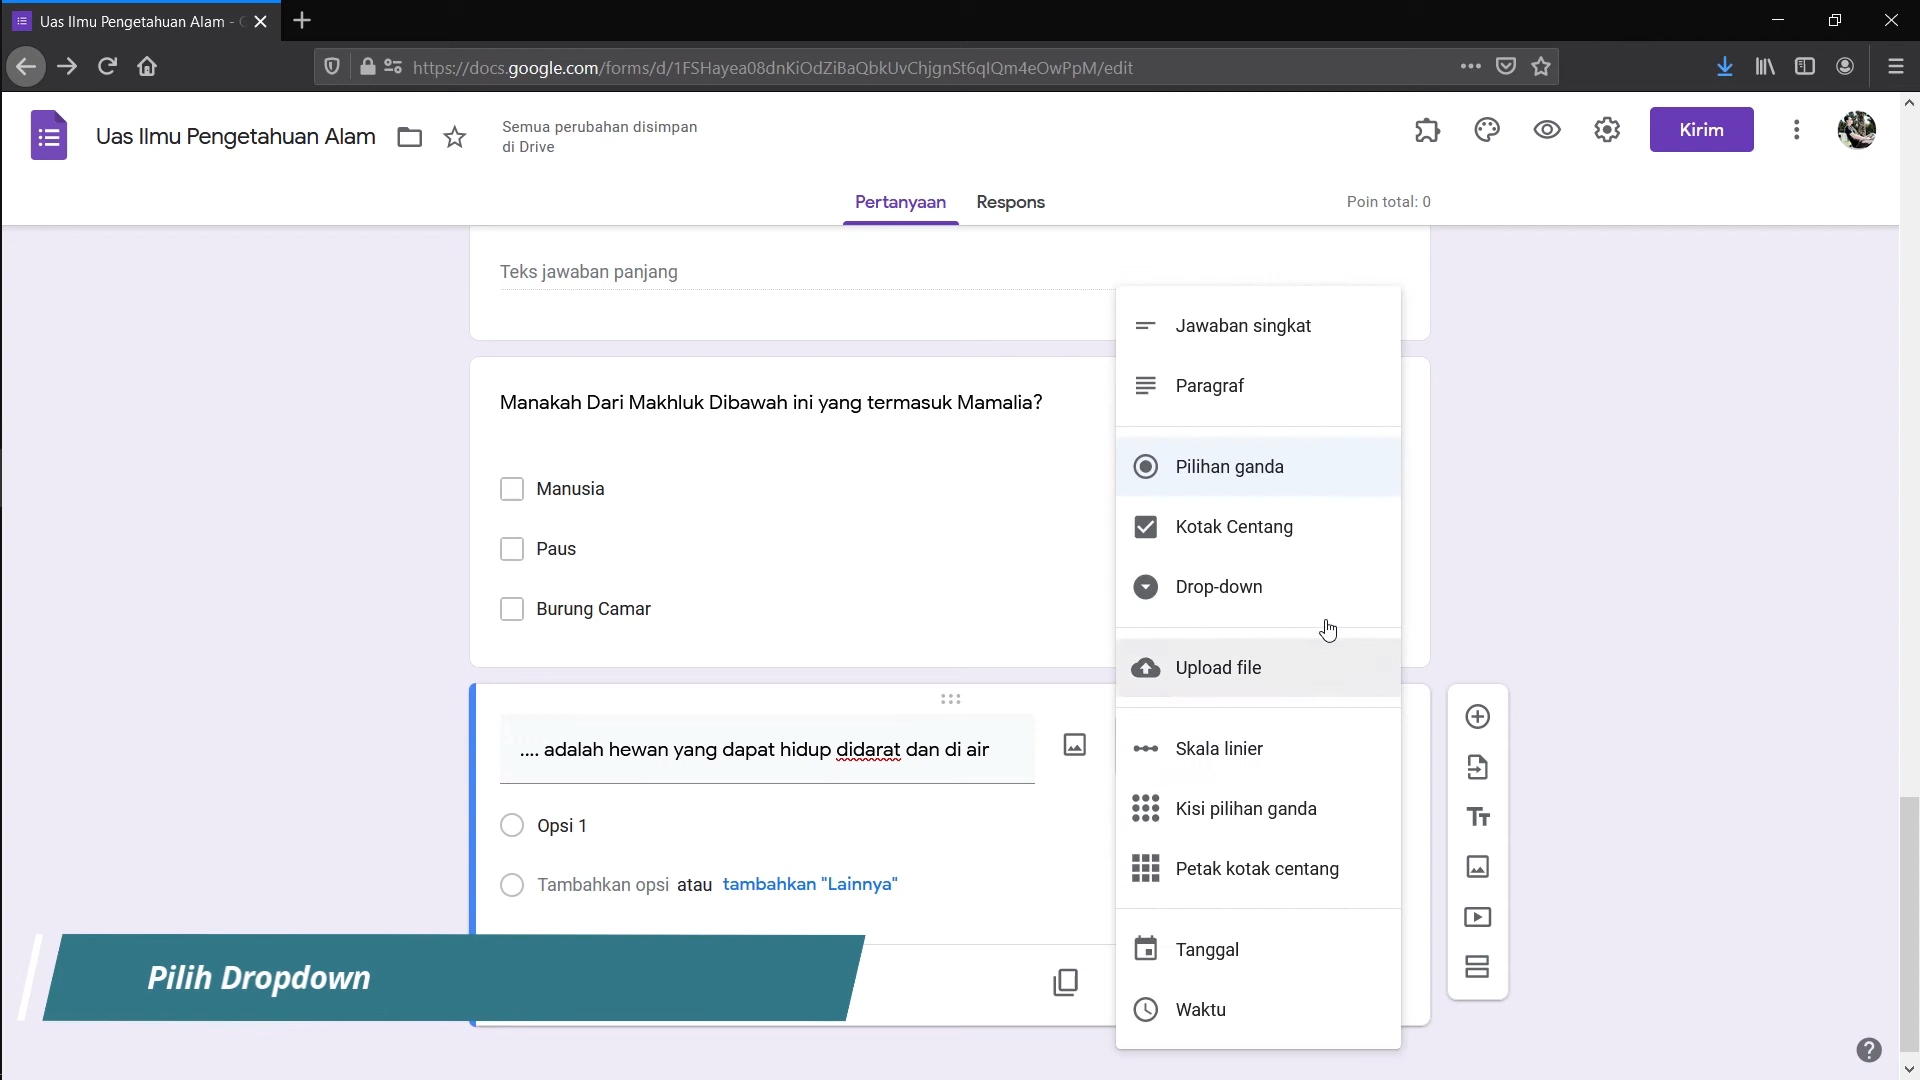 Uas Ilmu Pengetahuan Alam -
https://docs.google.com/forms/d/1FSHayea08dnKiOdZiBaQbkUvChjgnSt6qIQm4eOwPpM/edit
Uas Ilmu Pengetahuan Alam
Semua perubahan disimpan
di Drive
Kirim
Pertanyaan
Respons
Poin total: 0
Teks jawaban panjang
Manakah Dari Makhluk Dibawah ini yang termasuk Mamalia?
Manusia
Paus
Burung Camar
.... adalah hewan yang dapat hidup didarat dan di air
Opsi 1
Tambahkan opsi atau tambahkan "Lainnya"
Jawaban singkat
Paragraf
Pilihan ganda
Kotak Centang
Drop-down
Upload file
Skala linier
Kisi pilihan ganda
Petak kotak centang
Tanggal
Waktu
Pilih Dropdown